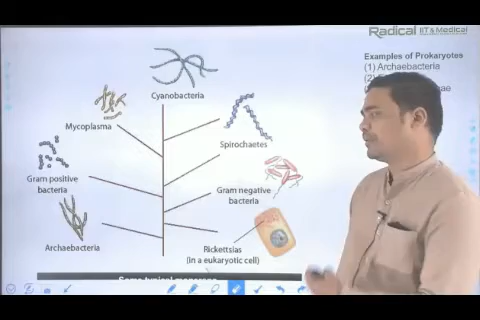 Radical IIT & Medical
Examples of Prokaryotes
(1) Archaebacteria
(2)
Cyanobacteria
Mycoplasma
Spirochaetes
Gram positive
bacteria
Gram negative
bacteria
Archaebacteria
Rickettsias
(in a eukaryotic cell)